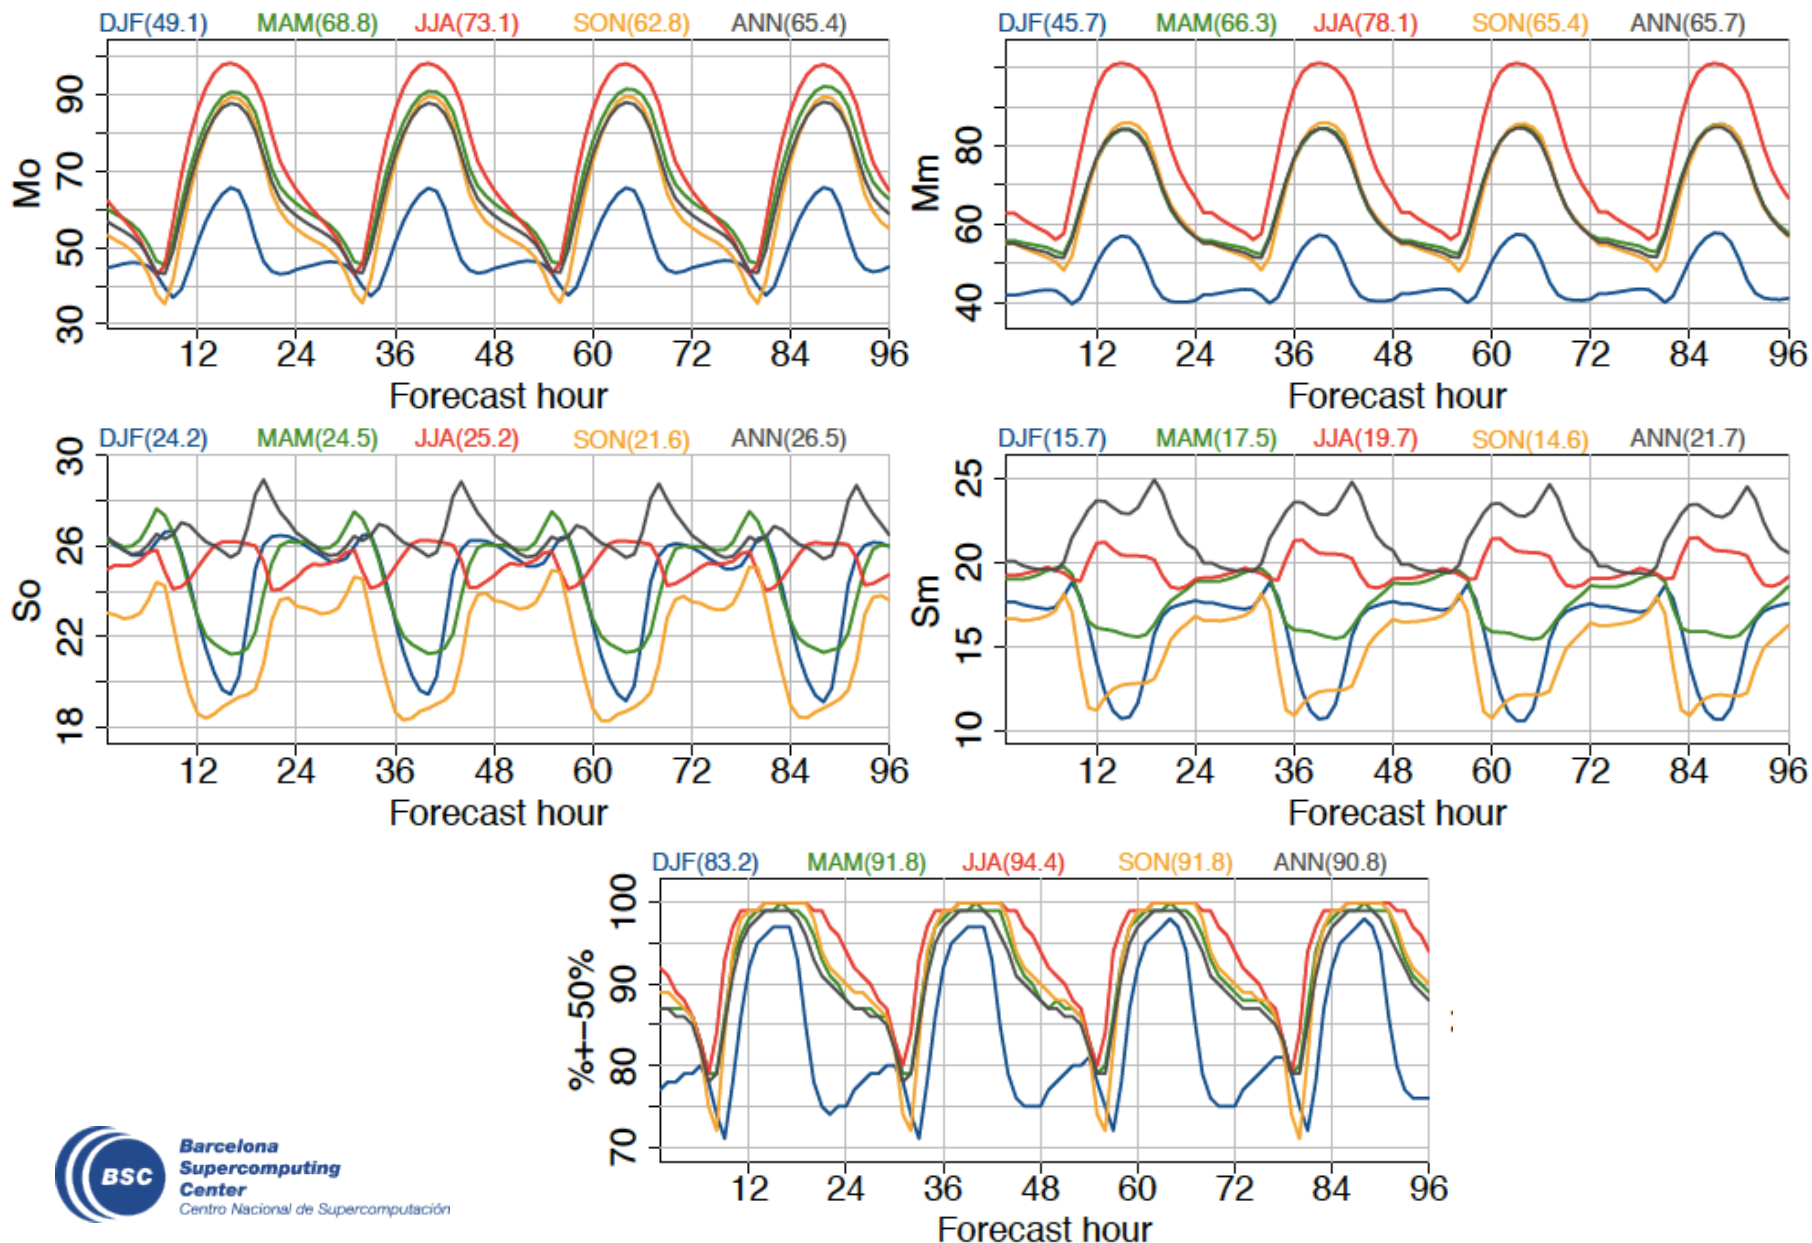 DJF(49.1) MAM(68.8) JJA(73.1) SON(62.8) ANN(65.4)
Mo
90
70
50
30
12 24 36 48 60 72 84 96
Forecast hour
DJF(45.7) MAM(66.3) JJA(78.1) SON(65.4) ANN(65.7)
Mm
80
60
40
12 24 36 48 60 72 84 96
Forecast hour
DJF(24.2) MAM(24.5) JJA(25.2) SON(21.6) ANN(26.5)
So
30
26
22
18
12 24 36 48 60 72 84 96
Forecast hour
DJF(15.7) MAM(17.5) JJA(19.7) SON(14.6) ANN(21.7)
Sm
25
20
15
10
12 24 36 48 60 72 84 96
Forecast hour
DJF(83.2) MAM(91.8) JJA(94.4) SON(91.8) ANN(90.8)
%+−50%
100
90
80
70
12 24 36 48 60 72 84 96
Forecast hour
BSC
Barcelona
Supercomputing
Center
Centro Nacional de Supercomputación